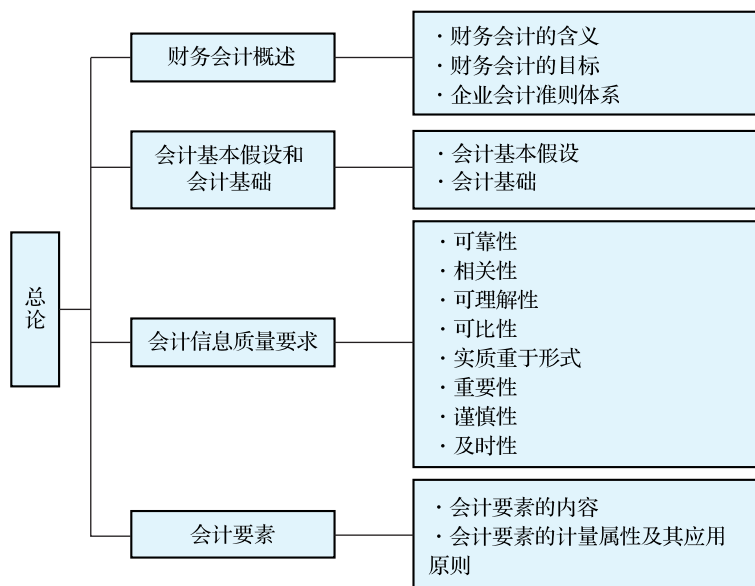 总
论
财务会计概述
· 财务会计的含义
· 财务会计的目标
· 企业会计准则体系
会计基本假设和
会计基础
· 会计基本假设
· 会计基础
会计信息质量要求
· 可靠性
· 相关性
· 可理解性
· 可比性
· 实质重于形式
· 重要性
· 谨慎性
· 及时性
会计要素
· 会计要素的内容
· 会计要素的计量属性及其应用
原则